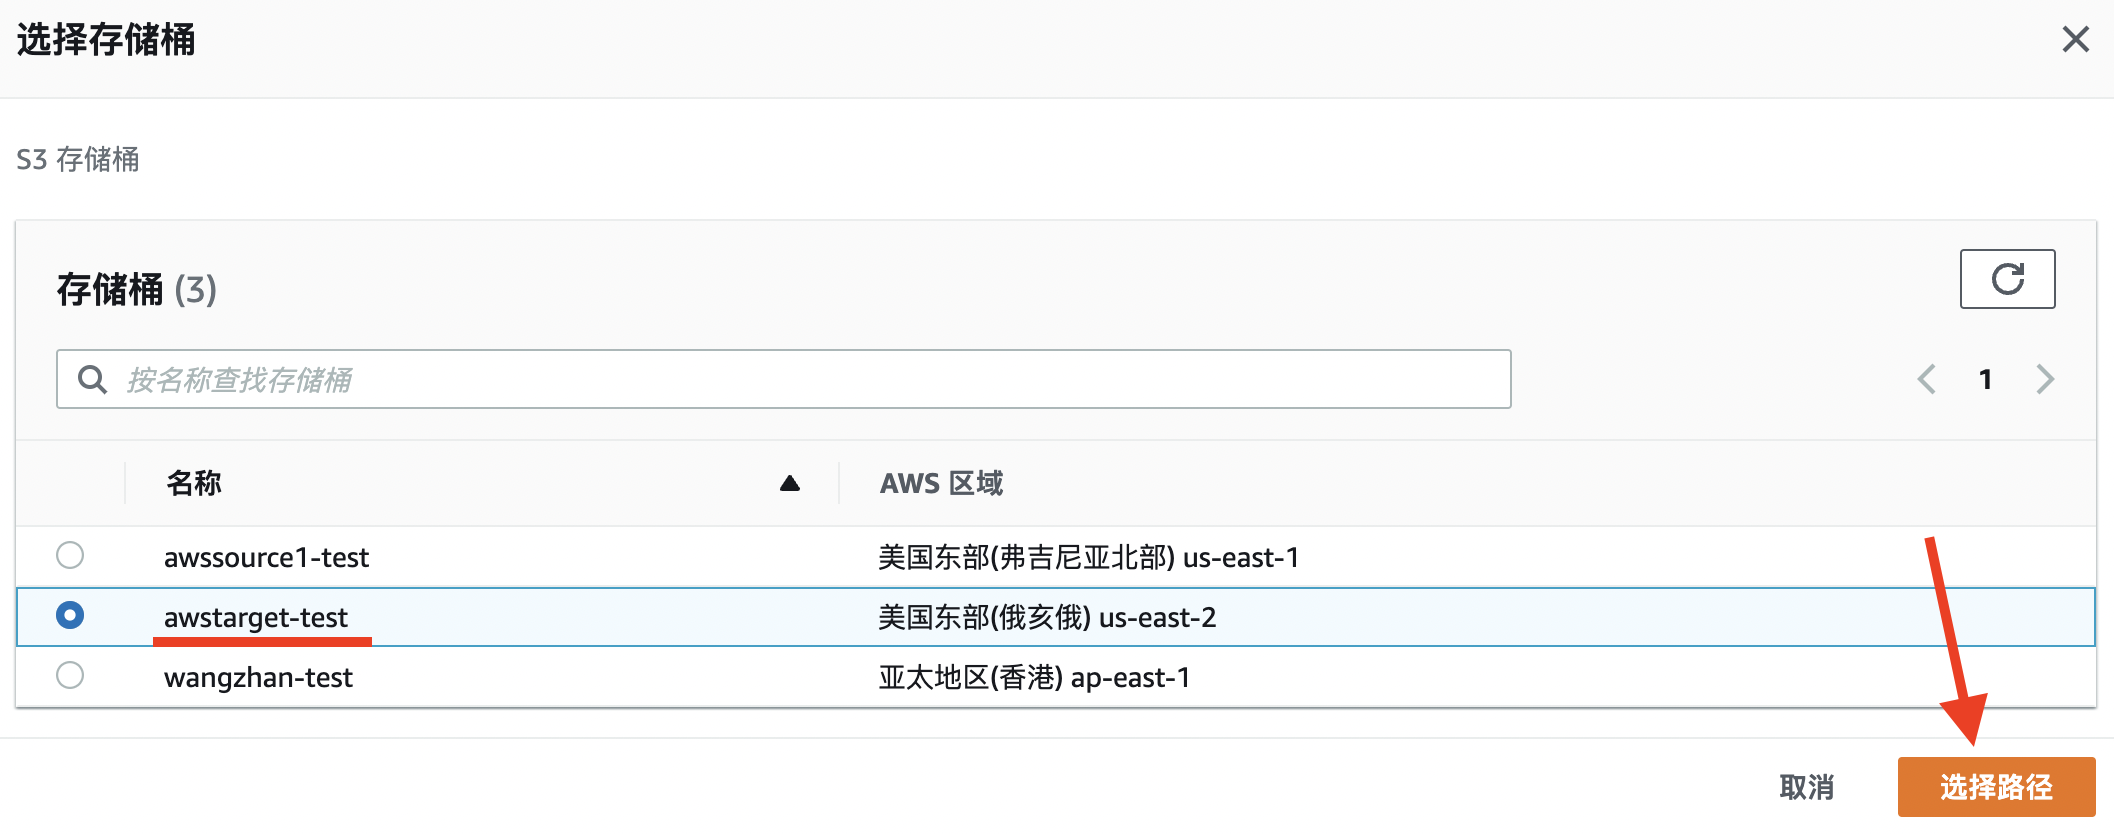 选择存储桶
S3 存储桶
存储桶 (3)
按名称查找存储桶
1
名称 AWS 区域
awssource1-test 美国东部(弗吉尼亚北部) us-east-1
awstarget-test 美国东部(俄亥俄) us-east-2
wangzhan-test 亚太地区(香港) ap-east-1
取消 选择路径